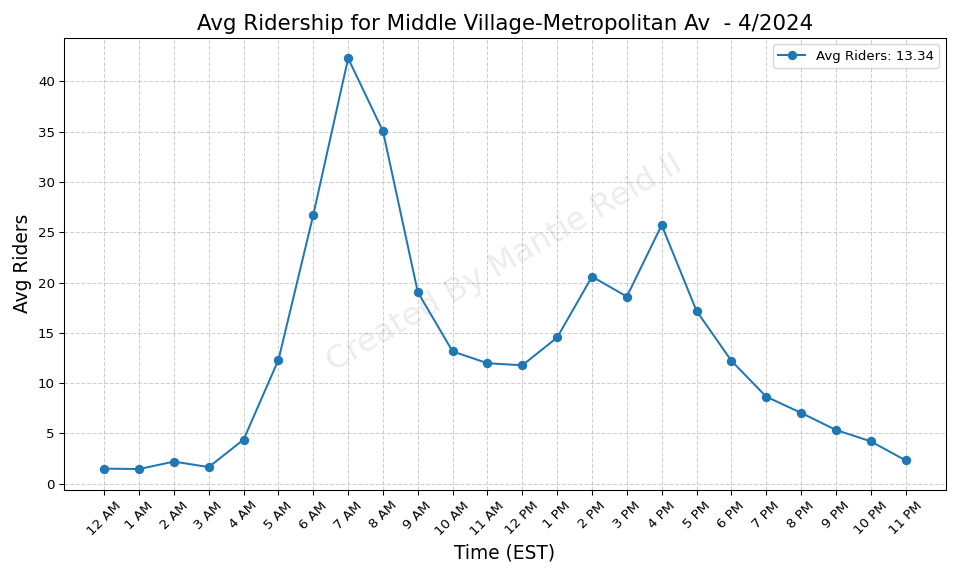 Avg Ridership for Middle Village-Metropolitan Av  - 4/2024
Avg Riders: 13.34
Avg Riders
40
35
30
25
20
15
10
5
0
Created By Mantie Reid II
12 AM
1 AM
2 AM
3 AM
4 AM
5 AM
6 AM
7 AM
8 AM
9 AM
10 AM
11 AM
12 PM
1 PM
2 PM
3 PM
4 PM
5 PM
6 PM
7 PM
8 PM
9 PM
10 PM
11 PM
Time (EST)